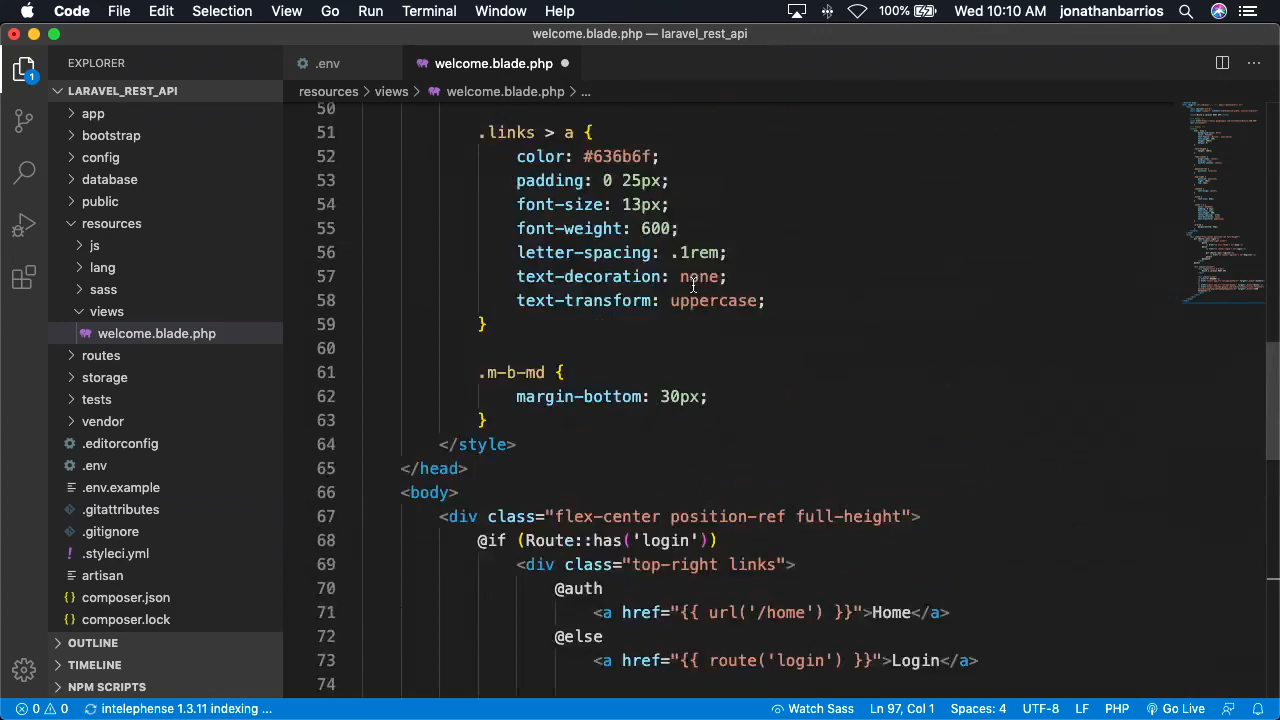 Code File Edit Selection View Go Run Terminal Window Help 100% Wed 10:10 AM jonathanbarrios
welcome.blade.php — laravel_rest_api
EXPLORER
.env
welcome.blade.php
LARAVEL_REST_API
resources > views > welcome.blade.php > ...
app
bootstrap
config
database
public
resources
js
lang
sass
views
welcome.blade.php
routes
storage
tests
vendor
.editorconfig
.env
.env.example
.gitattributes
.gitignore
.styleci.yml
artisan
composer.json
composer.lock
OUTLINE
TIMELINE
NPM SCRIPTS
1
50
51 .links > a {
52 color: #636b6f;
53 padding: 0 25px;
54 font-size: 13px;
55 font-weight: 600;
56 letter-spacing: .1rem;
57 text-decoration: none;
58 text-transform: uppercase;
59 }
60
61 .m-b-md {
62 margin-bottom: 30px;
63 }
64 </style>
65 </head>
66 <body>
67 <div class="flex-center position-ref full-height">
68 @if (Route::has('login'))
69 <div class="top-right links">
70 @auth
71 <a href="{{ url('/home') }}">Home</a>
72 @else
73 <a href="{{ route('login') }}">Login</a>
74
0 0 intelephense 1.3.11 indexing ... Watch Sass Ln 97, Col 1 Spaces: 4 UTF-8 LF PHP Go Live